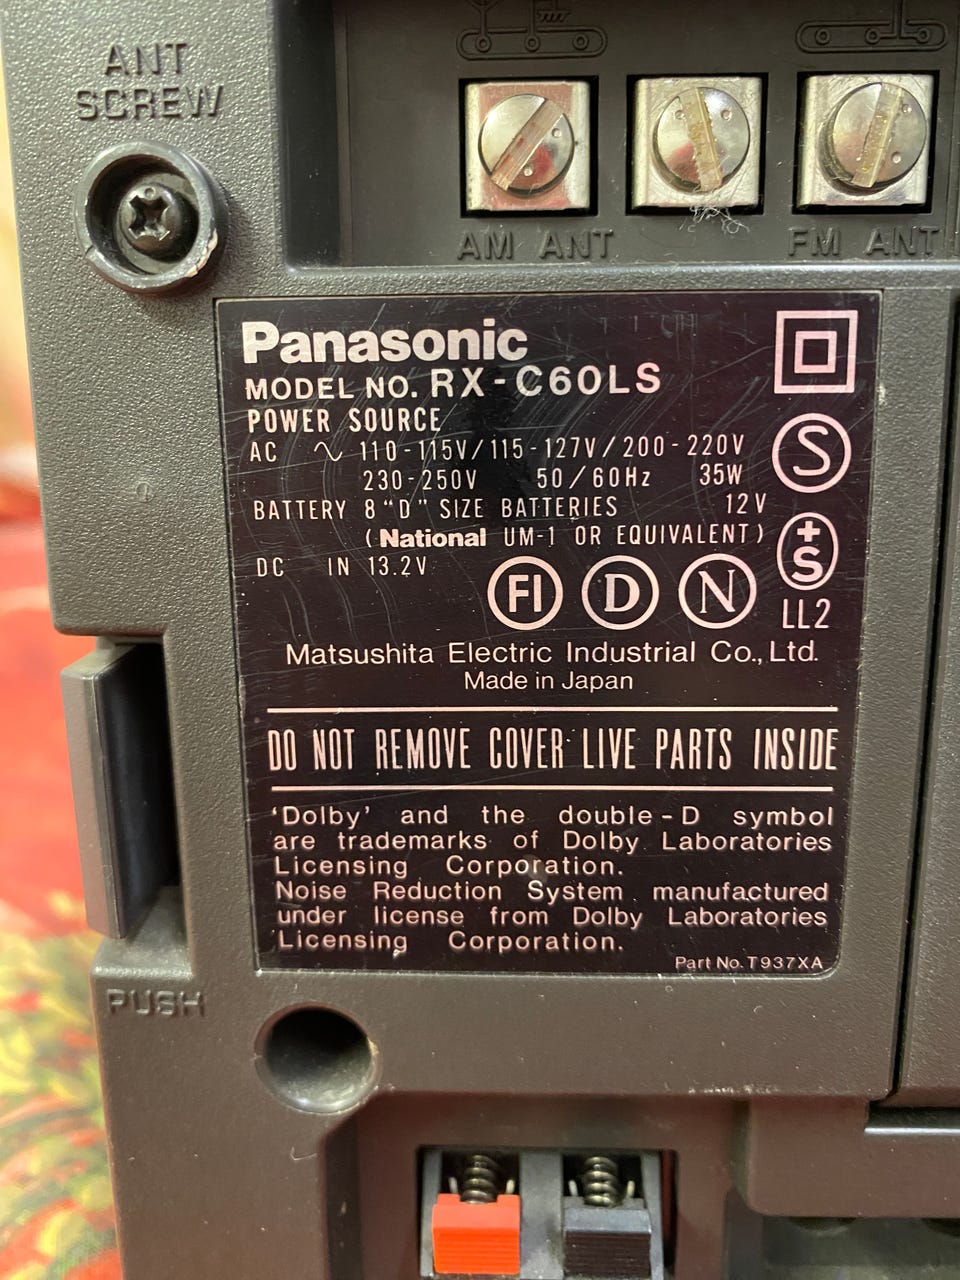 ANT
SCREW
AM ANT
FM ANT
Panasonic
MODEL NO. RX-C60LS
POWER SOURCE
AC ∿ 110-115V/115-127V/200-220V
230-250V 50/60Hz 35W
BATTERY 8 "D" SIZE BATTERIES 12V
(National UM-1 OR EQUIVALENT)
DC IN 13.2V
S
+S
FI D N
LL2
Matsushita Electric Industrial Co., Ltd.
Made in Japan
DO NOT REMOVE COVER LIVE PARTS INSIDE
'Dolby' and the double-D symbol
are trademarks of Dolby Laboratories
Licensing Corporation.
Noise Reduction System manufactured
under license from Dolby Laboratories
Licensing Corporation.
Part No. T937XA
PUSH